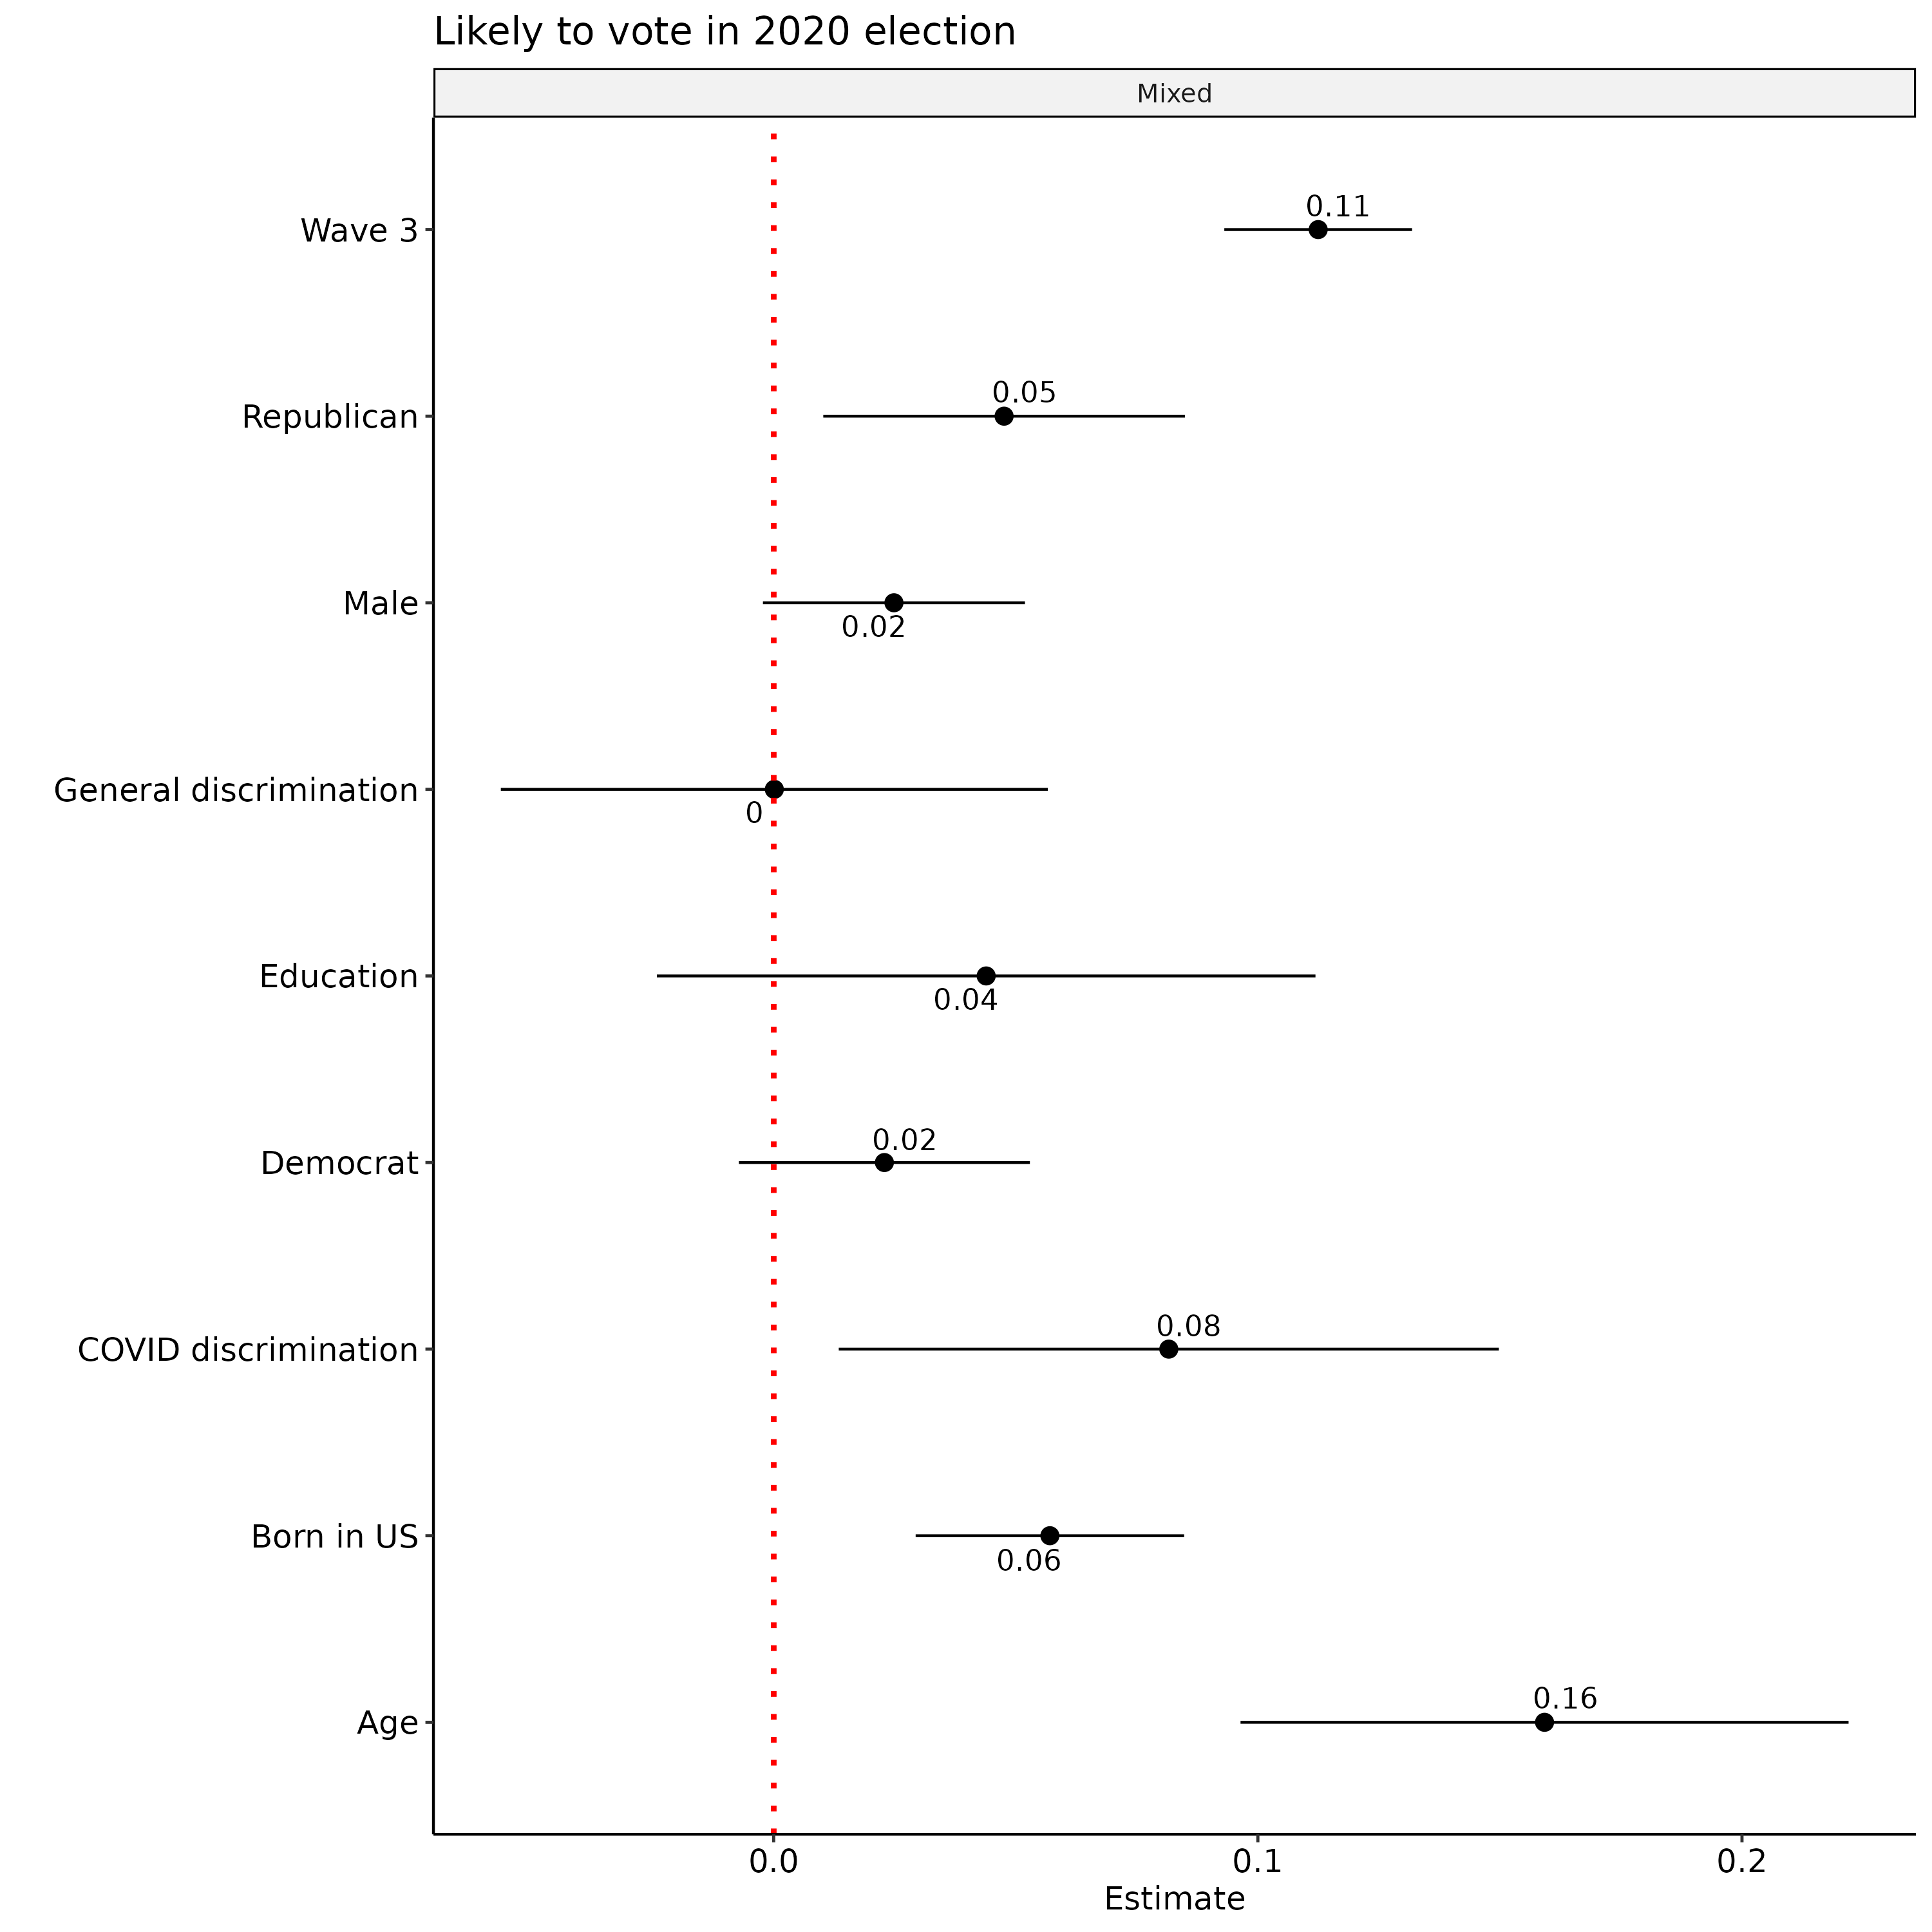 Likely to vote in 2020 election
Mixed
Wave 3
0.11
Republican
0.05
Male
0.02
General discrimination
0
Education
0.04
Democrat
0.02
COVID discrimination
0.08
Born in US
0.06
Age
0.16
0.0 0.1 0.2
Estimate